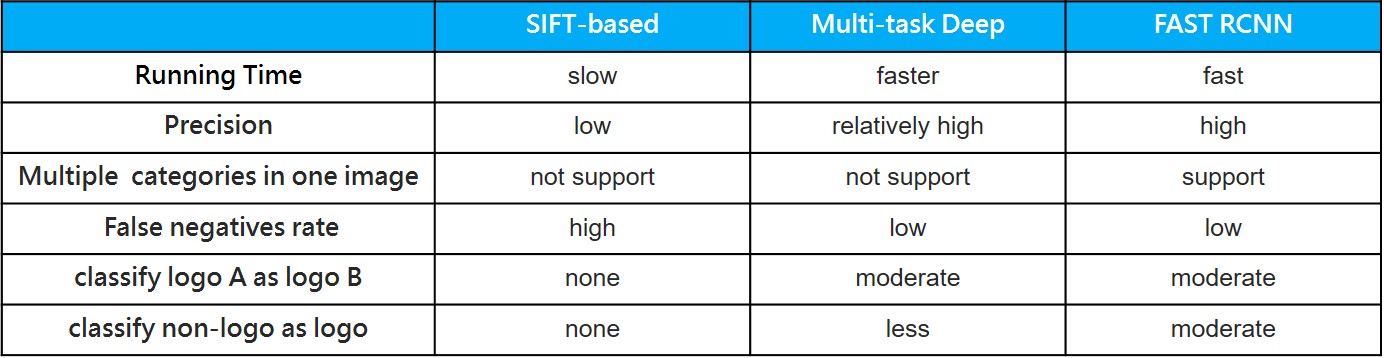 SIFT-based Multi-task Deep FAST RCNN
Running Time slow faster fast
Precision low relatively high high
Multiple categories in one image not support not support support
False negatives rate high low low
classify logo A as logo B none moderate moderate
classify non-logo as logo none less moderate